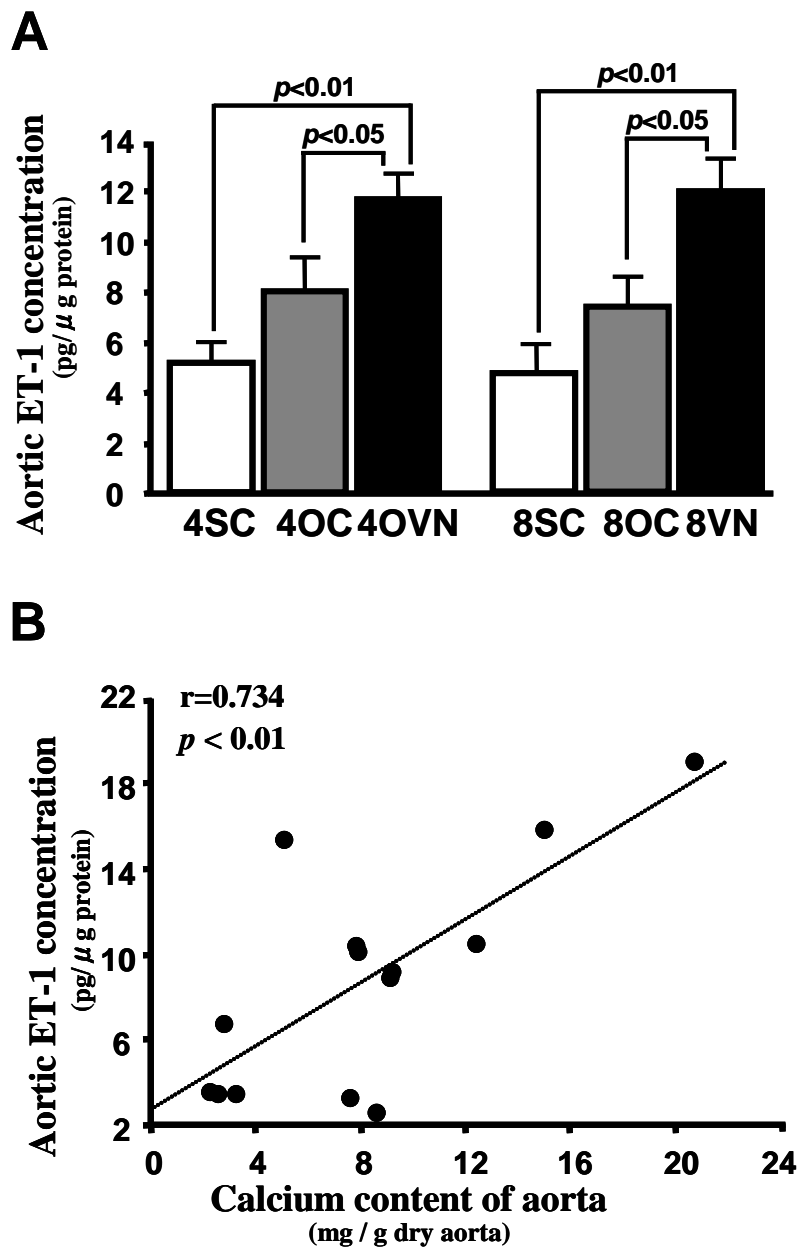 A
p<0.01
p<0.01
p<0.05
p<0.05
Aortic ET-1 concentration
(pg/μg protein)
14
12
10
8
6
4
2
0
4SC 4OC 4OVN 8SC 8OC 8VN
B
r=0.734
p < 0.01
Aortic ET-1 concentration
(pg/μg protein)
22
18
14
10
6
2
0 4 8 12 16 20 24
Calcium content of aorta
(mg / g dry aorta)